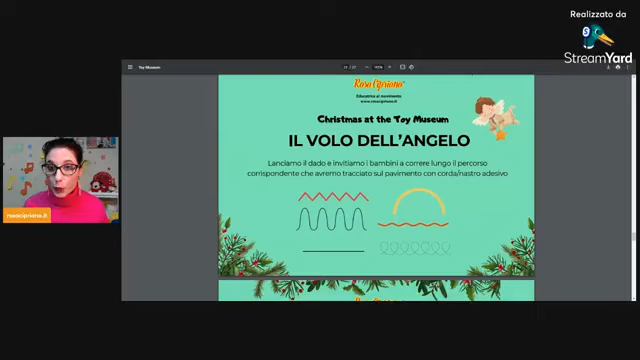 Realizzato da
StreamYard
Toy Museum
Rosa Cipriano
Educatrice al movimento
www.rosacipriano.it
Christmas at the Toy Museum
IL VOLO DELL'ANGELO
Lanciamo il dado e invitiamo i bambini a correre lungo il percorso
corrispondente che avremo tracciato sul pavimento con corda/nastro adesivo
rosacipriano.it